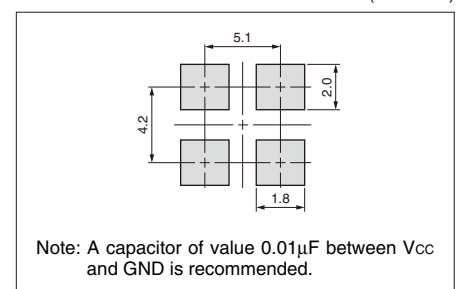 5.1
2.0
4.2
1.8
Note: A capacitor of value 0.01μF between Vcc
and GND is recommended.